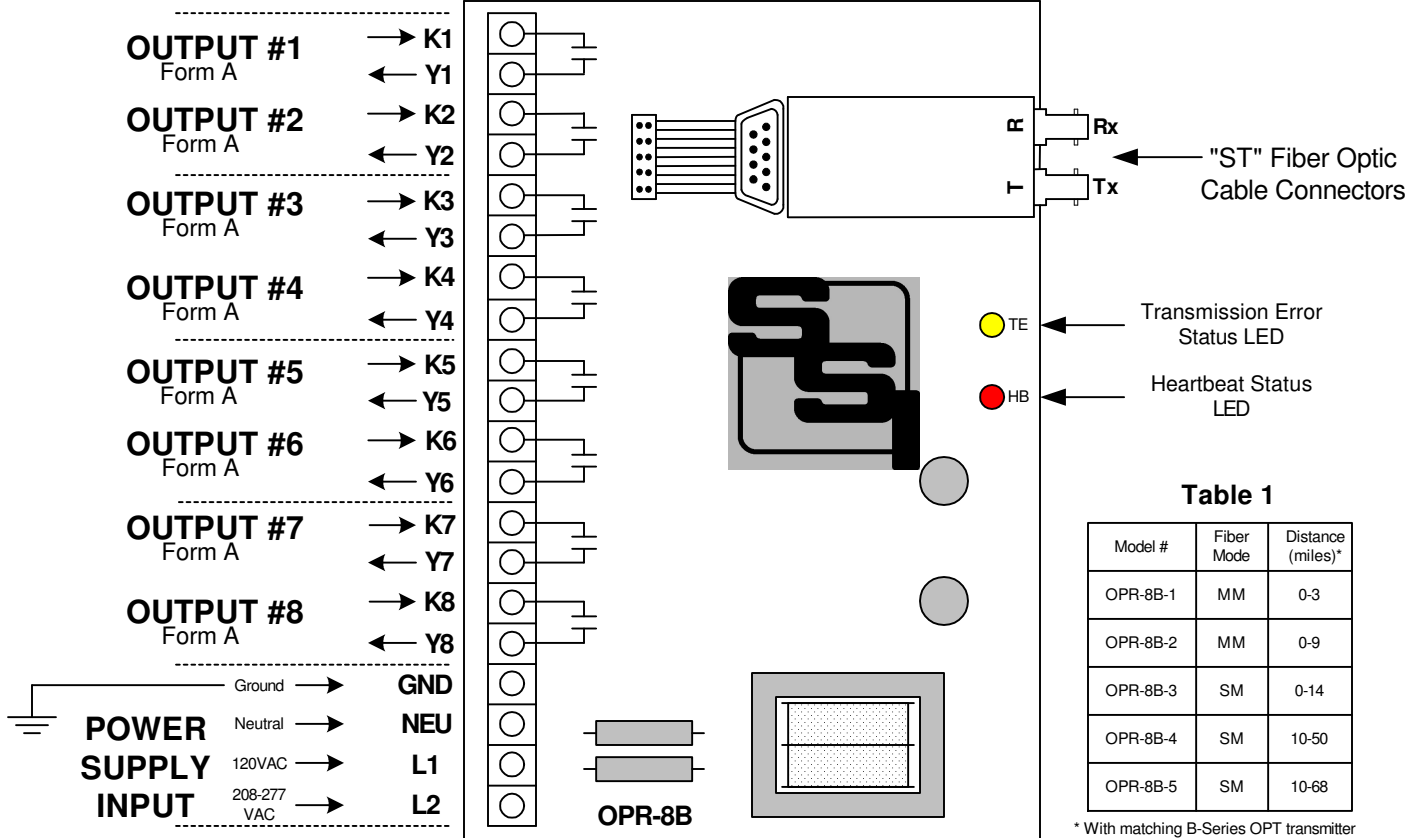 OUTPUT #1
Form A
K1
Y1
OUTPUT #2
Form A
K2
Y2
OUTPUT #3
Form A
K3
Y3
OUTPUT #4
Form A
K4
Y4
OUTPUT #5
Form A
K5
Y5
OUTPUT #6
Form A
K6
Y6
OUTPUT #7
Form A
K7
Y7
OUTPUT #8
Form A
K8
Y8
POWER
SUPPLY
INPUT
Ground
GND
Neutral
NEU
120VAC
L1
208-277
VAC
L2
R
Rx
T
Tx
"ST" Fiber Optic
Cable Connectors
SSI
TE
Transmission Error
Status LED
HB
Heartbeat Status
LED
OPR-8B
Table 1
Model # Fiber Mode Distance (miles)*
OPR-8B-1 MM 0-3
OPR-8B-2 MM 0-9
OPR-8B-3 SM 0-14
OPR-8B-4 SM 10-50
OPR-8B-5 SM 10-68
* With matching B-Series OPT transmitter